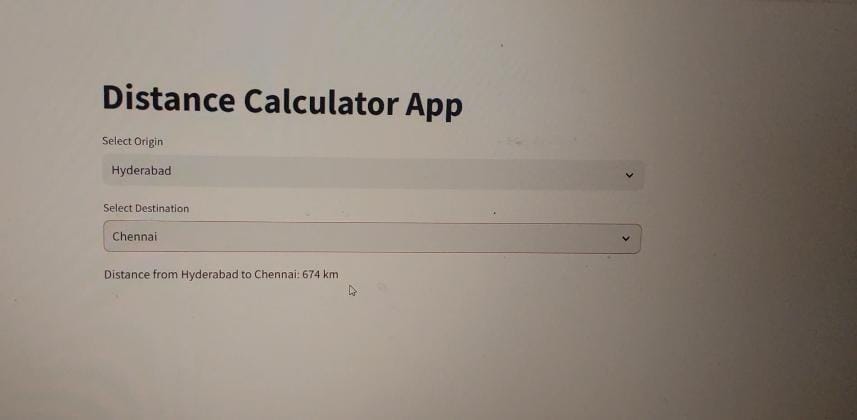 Distance Calculator App
Select Origin
Hyderabad
Select Destination
Chennai
Distance from Hyderabad to Chennai: 674 km